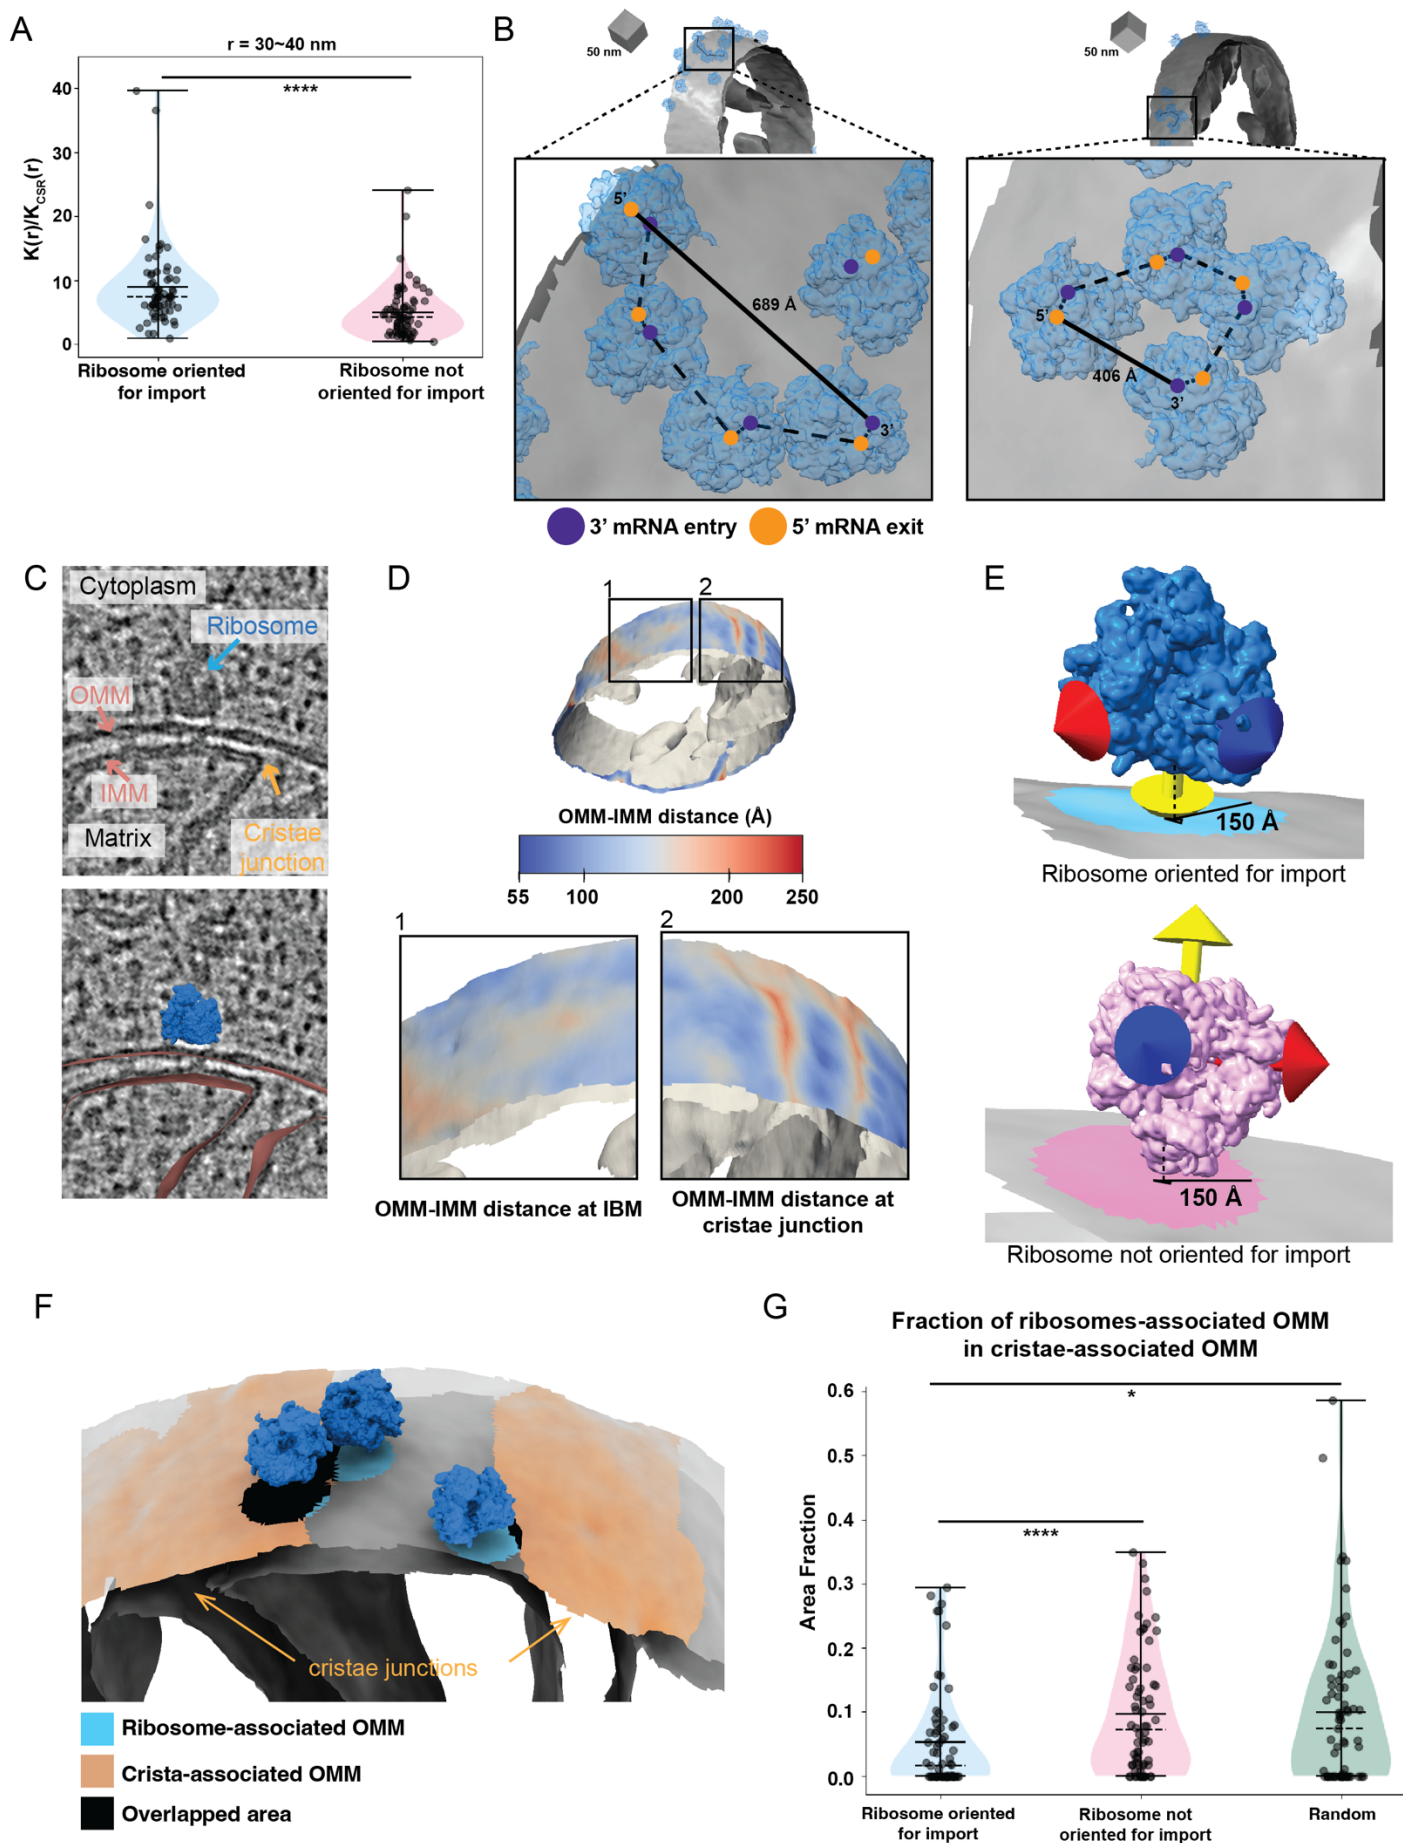 A
r = 30~40 nm
K(r)/K_CSR(r)
40
30
20
10
0
****
Ribosome oriented
for import
Ribosome not
oriented for import
B
50 nm
50 nm
5’
689 Å
3’
5’
406 Å
3’
3’ mRNA entry
5’ mRNA exit
C
Cytoplasm
Ribosome
OMM
IMM
Matrix
Cristae
junction
D
1
2
OMM-IMM distance (Å)
55
100
200
250
1
2
OMM-IMM distance at IBM
OMM-IMM distance at
cristae junction
E
150 Å
Ribosome oriented for import
150 Å
Ribosome not oriented for import
F
cristae junctions
Ribosome-associated OMM
Crista-associated OMM
Overlapped area
G
Fraction of ribosomes-associated OMM
in cristae-associated OMM
Area Fraction
0.6
0.5
0.4
0.3
0.2
0.1
0.0
*
****
Ribosome oriented
for import
Ribosome not
oriented for import
Random